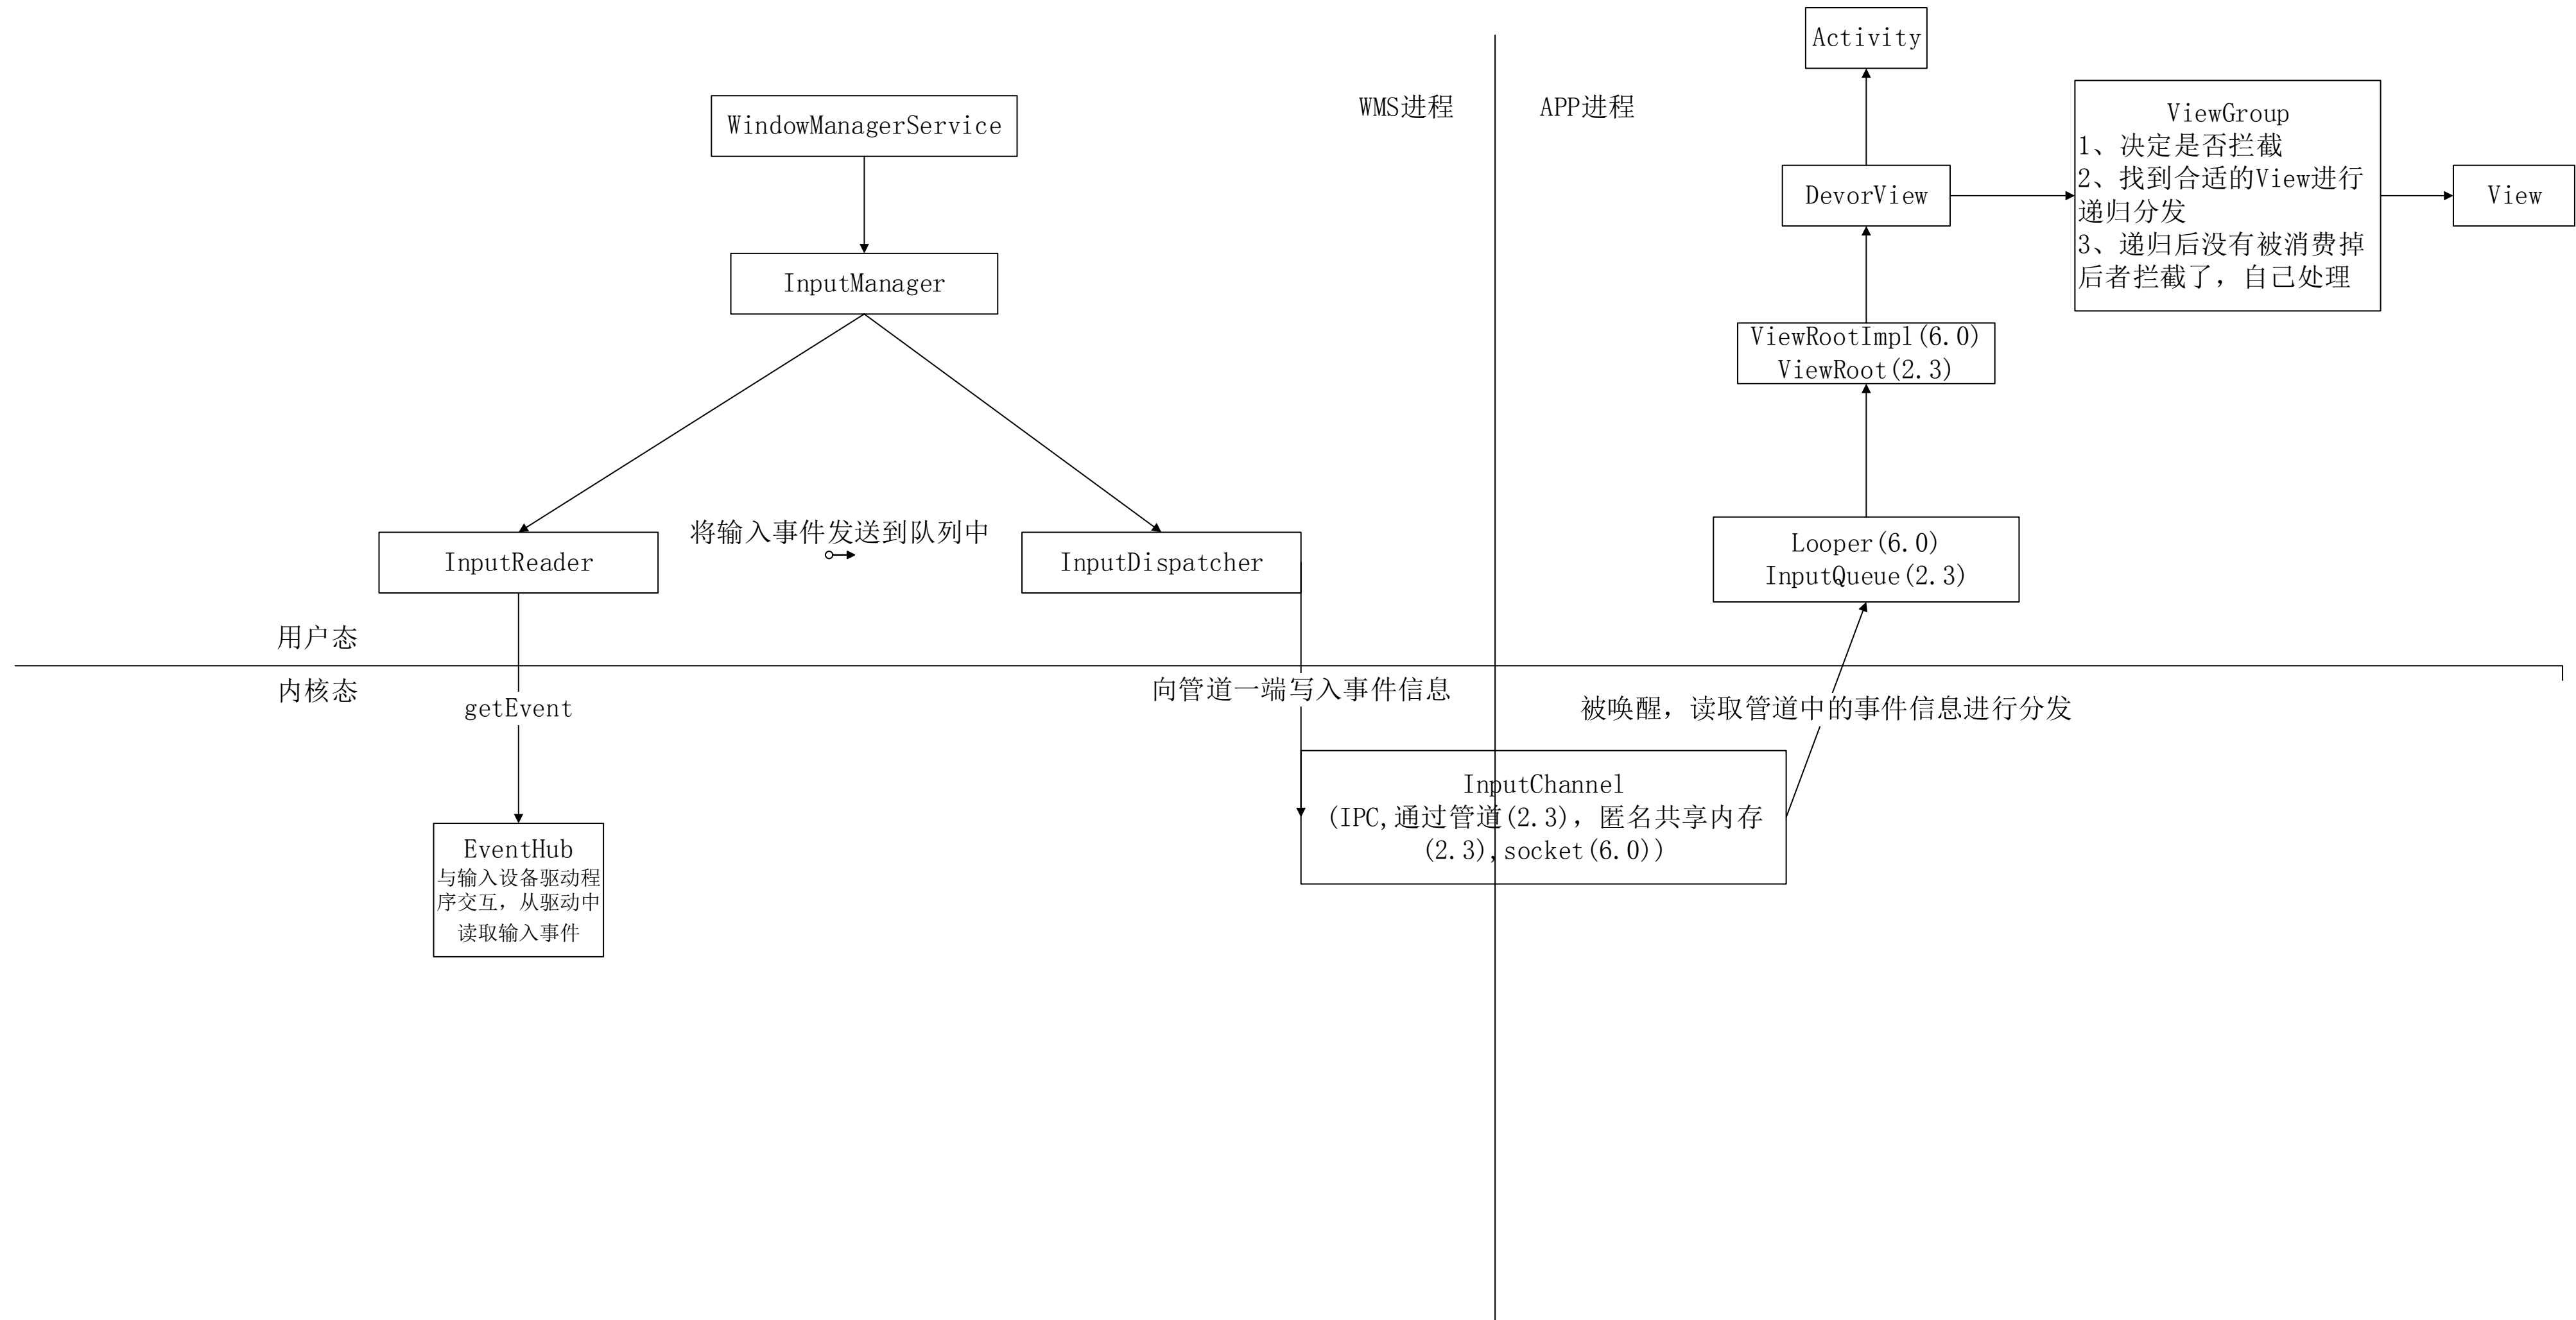 Activity
WMS进程
APP进程
WindowManagerService
ViewGroup
1、决定是否拦截
2、找到合适的View进行
递归分发
3、递归后没有被消费掉
后者拦截了，自己处理
DevorView
View
InputManager
ViewRootImpl(6.0)
ViewRoot(2.3)
将输入事件发送到队列中
InputReader
InputDispatcher
Looper(6.0)
InputQueue(2.3)
用户态
内核态
getEvent
向管道一端写入事件信息
被唤醒，读取管道中的事件信息进行分发
InputChannel
(IPC,通过管道(2.3)，匿名共享内存
(2.3),socket(6.0))
EventHub
与输入设备驱动程
序交互，从驱动中
读取输入事件